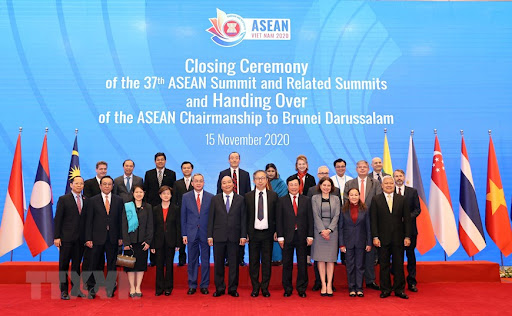 ASEAN
VIET NAM 2020
Closing Ceremony
of the 37th ASEAN Summit and Related Summits
and Handing Over
of the ASEAN Chairmanship to Brunei Darussalam
15 November 2020
TTXVN